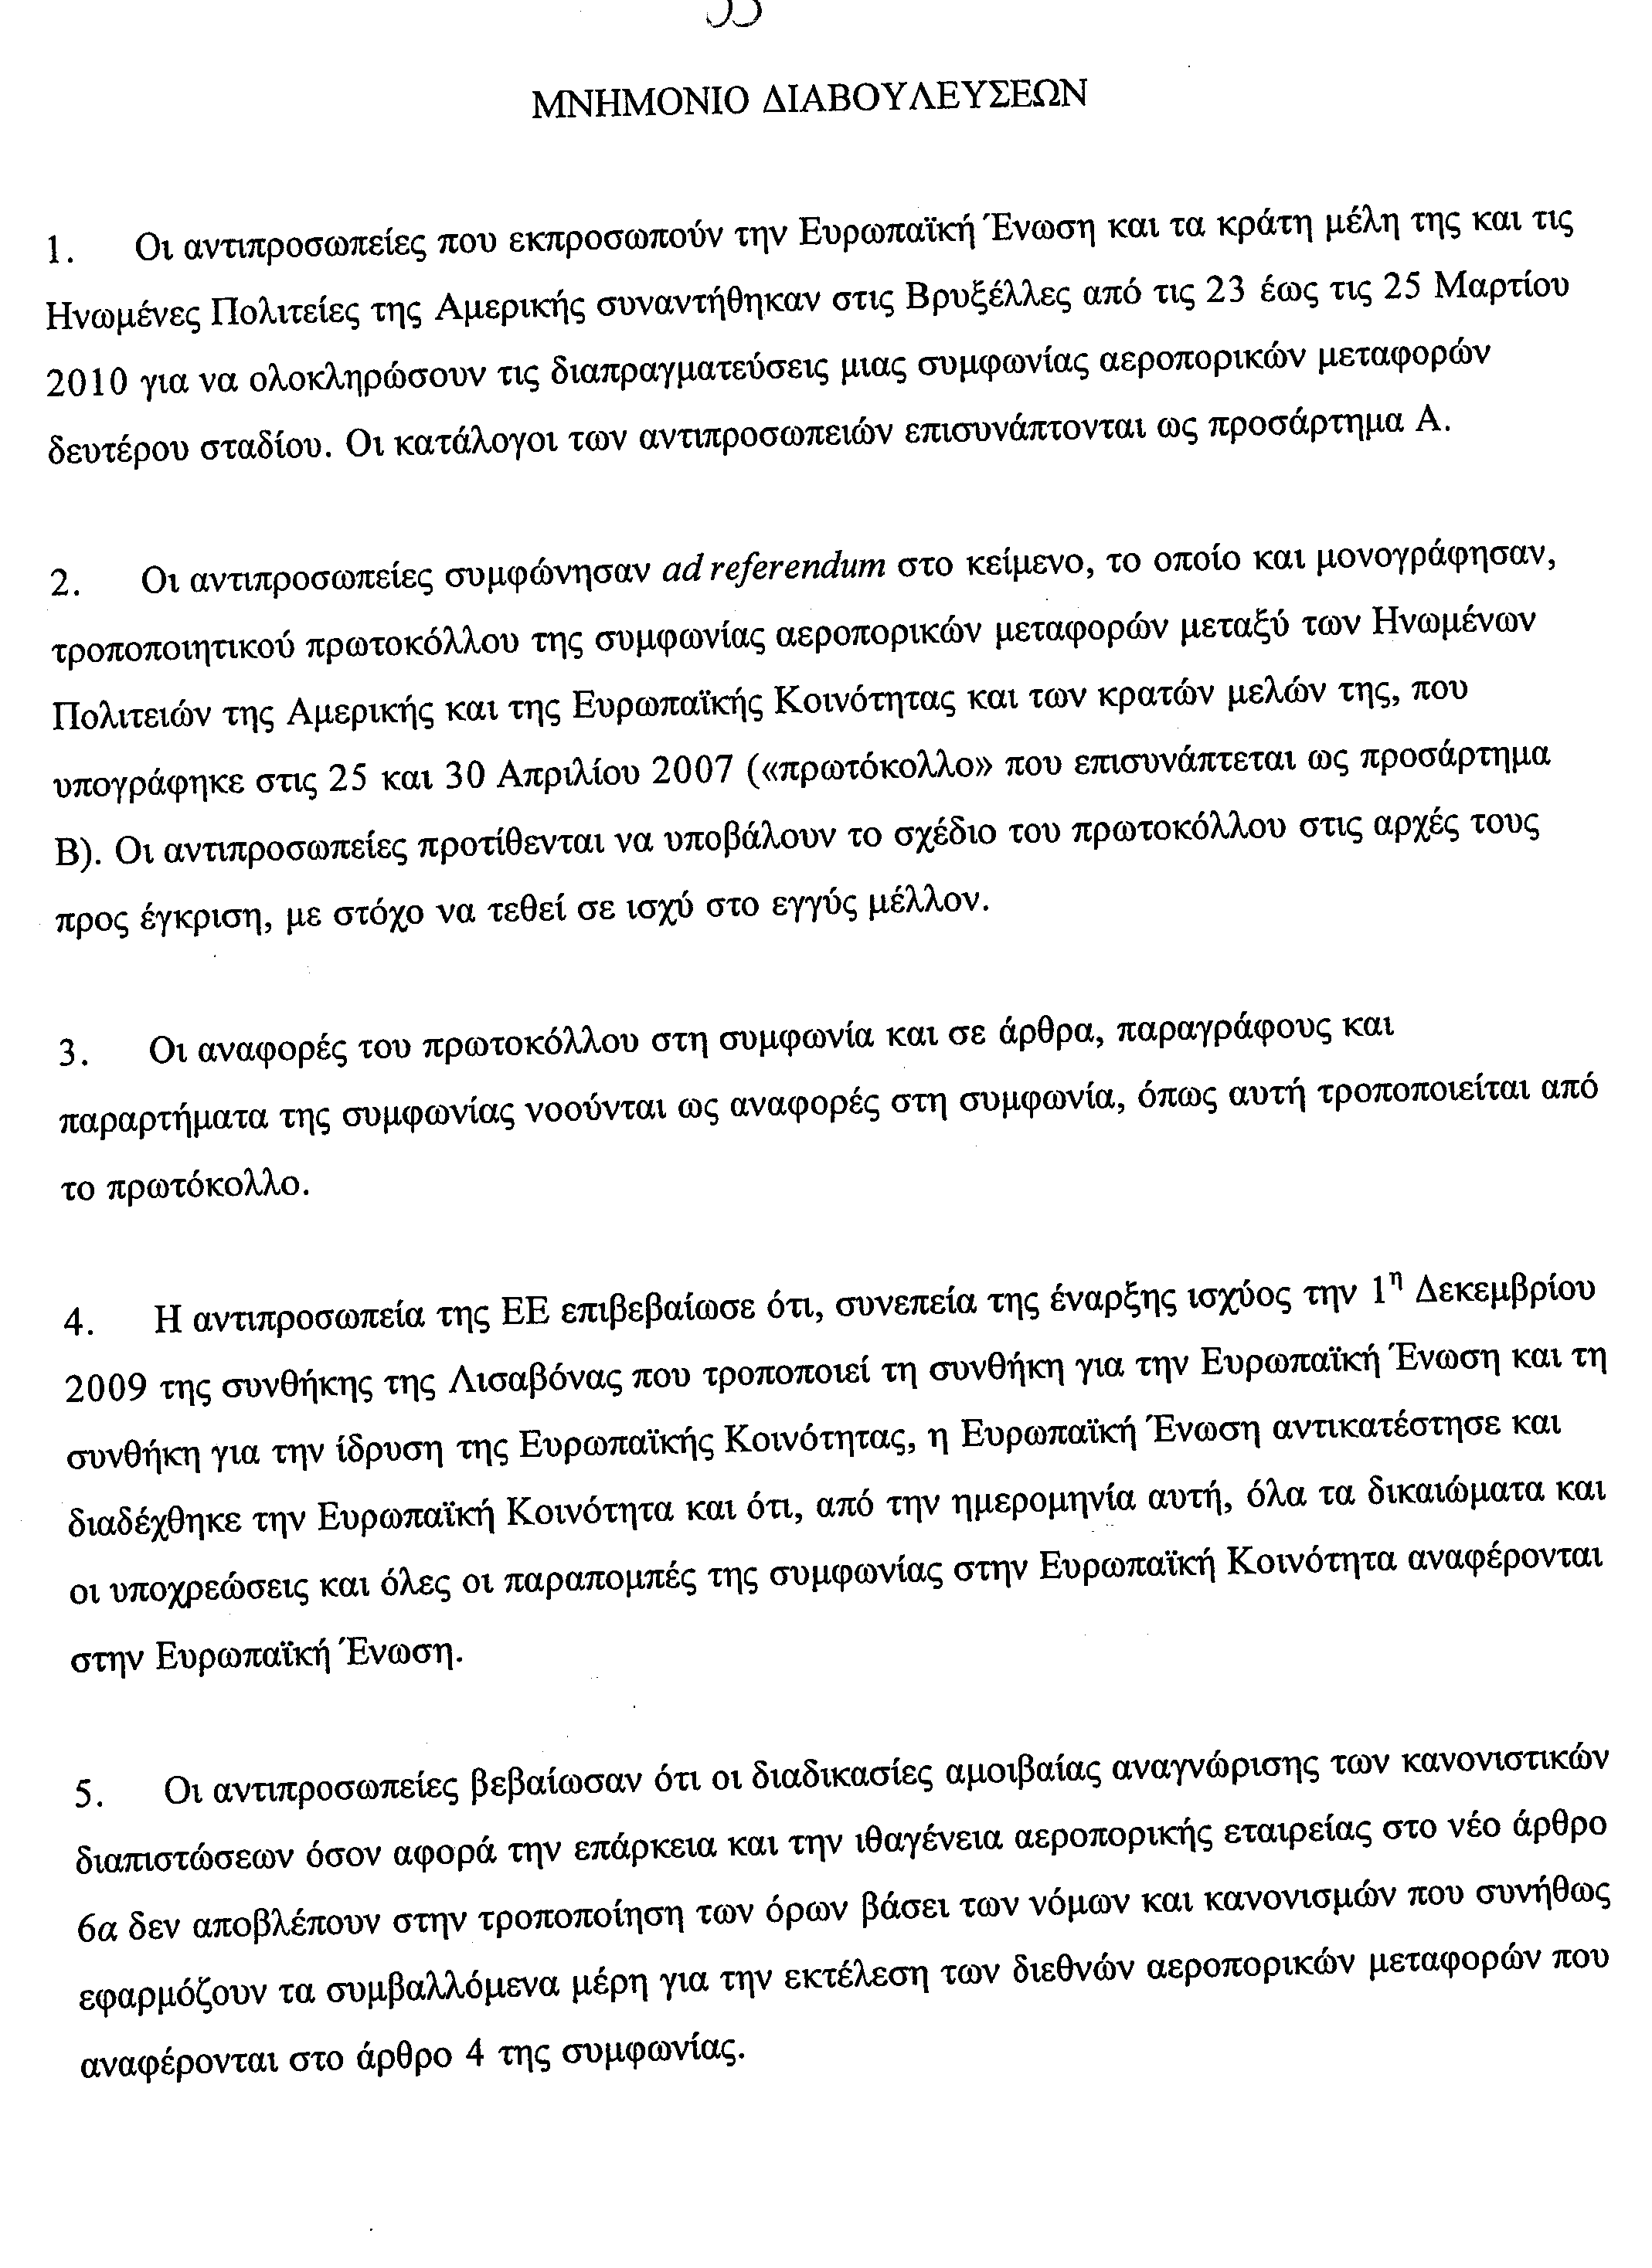 ΜΝΗΜΟΝΙΟ ΔΙΑΒΟΥΛΕΥΣΕΩΝ
1. Οι αντιπροσωπείες που εκπροσωπούν την Ευρωπαϊκή Ένωση και τα κράτη μέλη της και τις
Ηνωμένες Πολιτείες της Αμερικής συναντήθηκαν στις Βρυξέλλες από τις 23 έως τις 25 Μαρτίου
2010 για να ολοκληρώσουν τις διαπραγματεύσεις μιας συμφωνίας αεροπορικών μεταφορών
δευτέρου σταδίου. Οι κατάλογοι των αντιπροσωπειών επισυνάπτονται ως προσάρτημα Α.
2. Οι αντιπροσωπείες συμφώνησαν ad referendum στο κείμενο, το οποίο και μονογράφησαν,
τροποποιητικού πρωτοκόλλου της συμφωνίας αεροπορικών μεταφορών μεταξύ των Ηνωμένων
Πολιτειών της Αμερικής και της Ευρωπαϊκής Κοινότητας και των κρατών μελών της, που
υπογράφηκε στις 25 και 30 Απριλίου 2007 («πρωτόκολλο» που επισυνάπτεται ως προσάρτημα
Β). Οι αντιπροσωπείες προτίθενται να υποβάλουν το σχέδιο του πρωτοκόλλου στις αρχές τους
προς έγκριση, με στόχο να τεθεί σε ισχύ στο εγγύς μέλλον.
3. Οι αναφορές του πρωτοκόλλου στη συμφωνία και σε άρθρα, παραγράφους και
παραρτήματα της συμφωνίας νοούνται ως αναφορές στη συμφωνία, όπως αυτή τροποποιείται από
το πρωτόκολλο.
4. Η αντιπροσωπεία της ΕΕ επιβεβαίωσε ότι, συνεπεία της έναρξης ισχύος την 1η Δεκεμβρίου
2009 της συνθήκης της Λισαβόνας που τροποποιεί τη συνθήκη για την Ευρωπαϊκή Ένωση και τη
συνθήκη για την ίδρυση της Ευρωπαϊκής Κοινότητας, η Ευρωπαϊκή Ένωση αντικατέστησε και
διαδέχθηκε την Ευρωπαϊκή Κοινότητα και ότι, από την ημερομηνία αυτή, όλα τα δικαιώματα και
οι υποχρεώσεις και όλες οι παραπομπές της συμφωνίας στην Ευρωπαϊκή Κοινότητα αναφέρονται
στην Ευρωπαϊκή Ένωση.
5. Οι αντιπροσωπείες βεβαίωσαν ότι οι διαδικασίες αμοιβαίας αναγνώρισης των κανονιστικών
διαπιστώσεων όσον αφορά την επάρκεια και την ιθαγένεια αεροπορικής εταιρείας στο νέο άρθρο
6α δεν αποβλέπουν στην τροποποίηση των όρων βάσει των νόμων και κανονισμών που συνήθως
εφαρμόζουν τα συμβαλλόμενα μέρη για την εκτέλεση των διεθνών αεροπορικών μεταφορών που
αναφέρονται στο άρθρο 4 της συμφωνίας.